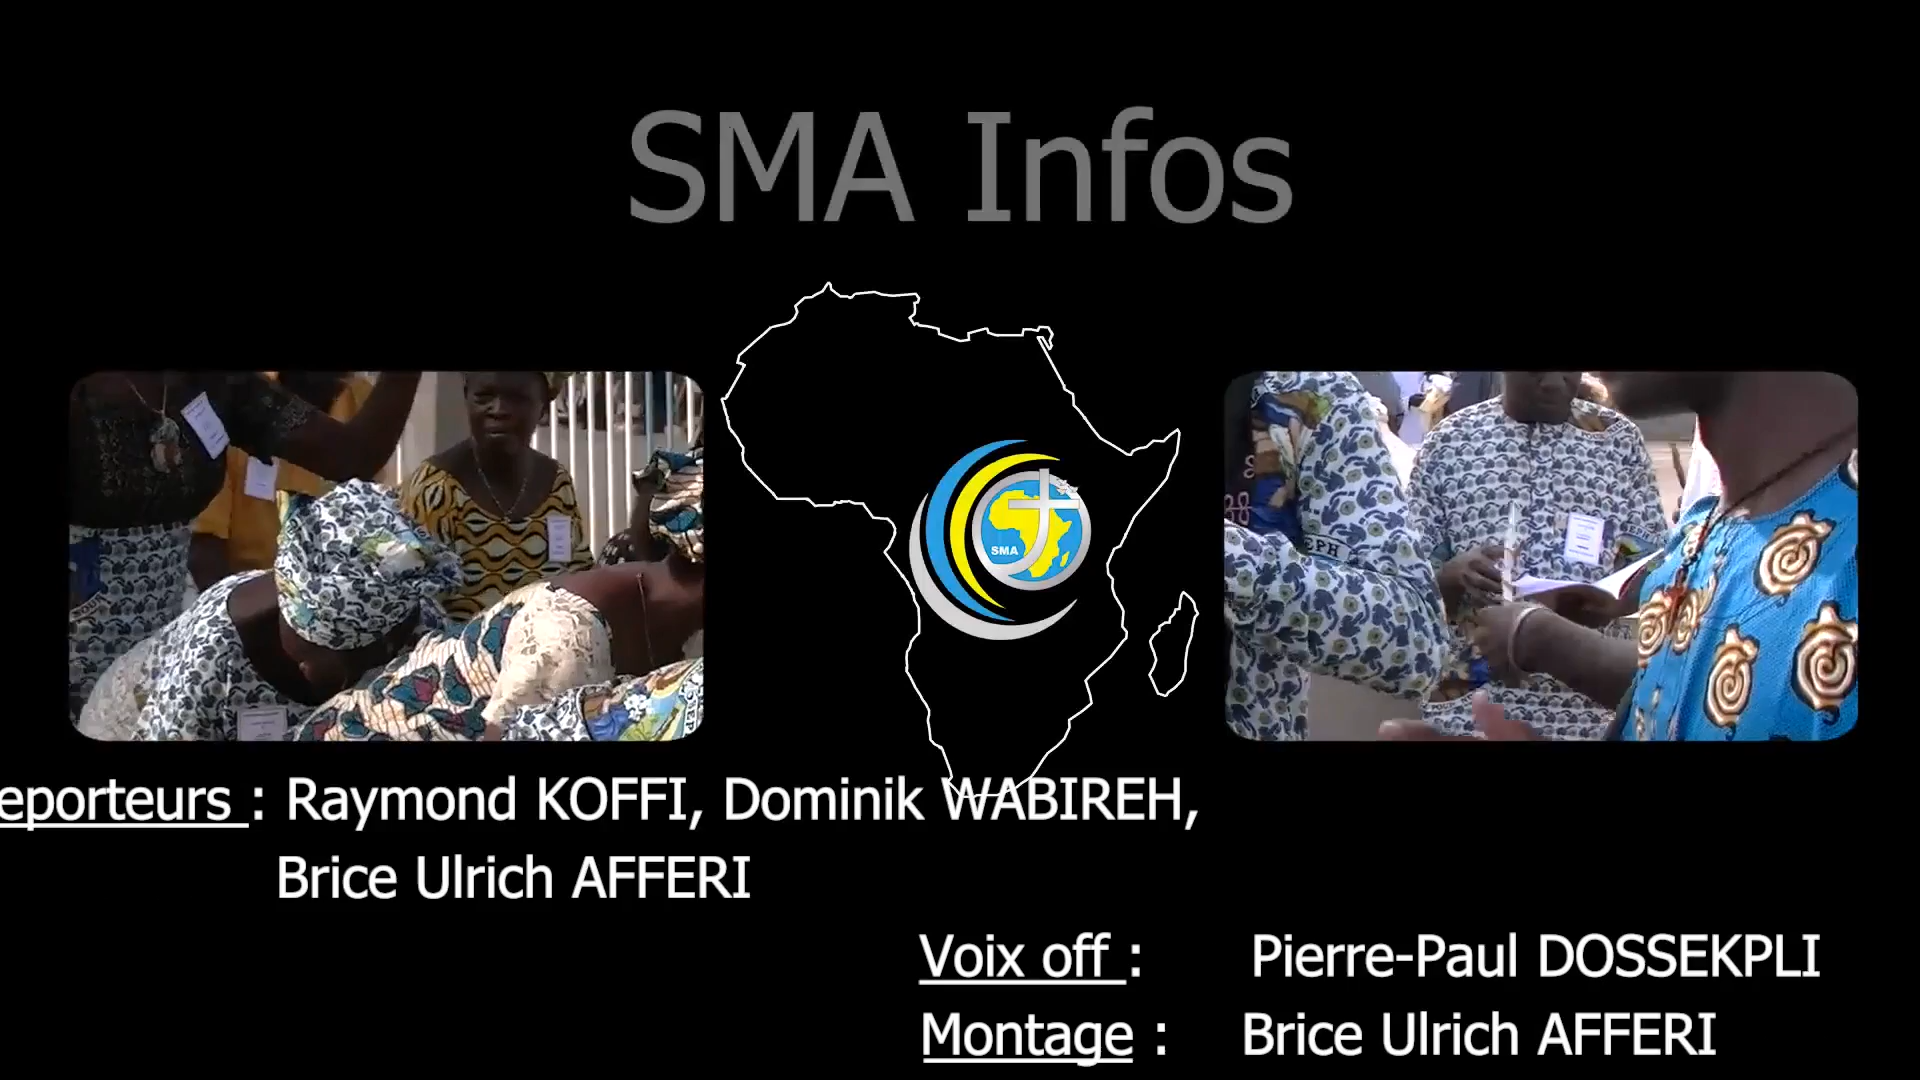 SMA Infos
SMA
EPH
eporteurs : Raymond KOFFI, Dominik WABIREH,
Brice Ulrich AFFERI
Voix off : Pierre-Paul DOSSEKPLI
Montage : Brice Ulrich AFFERI